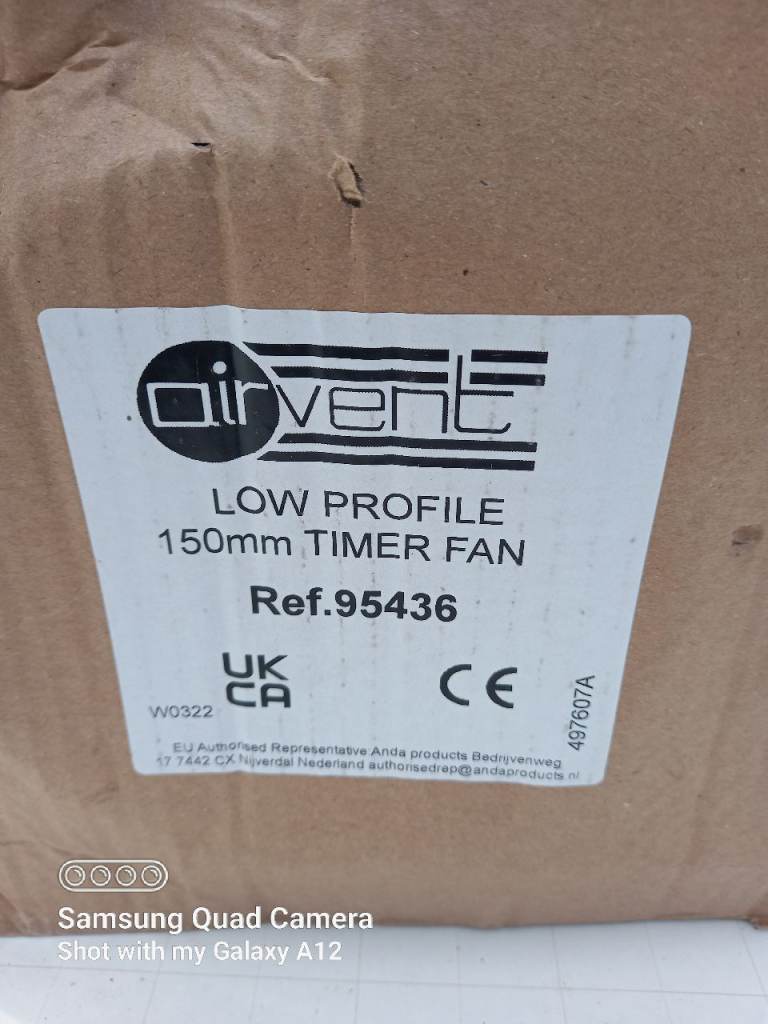 airvent
LOW PROFILE
150mm TIMER FAN
Ref.95436
UK
CA
CE
W0322
497607A
EU Authorised Representative Anda products Bedrijvenweg
17 7442 CX Nijverdal Nederland authorisedrep@andaproducts.nl
Samsung Quad Camera
Shot with my Galaxy A12